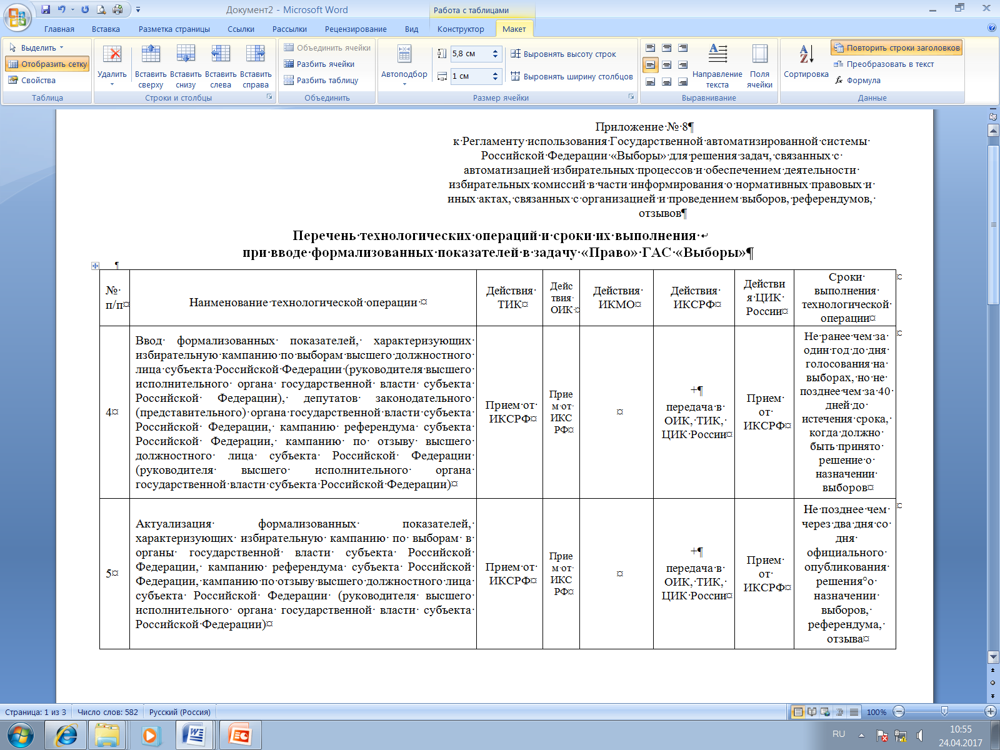 Документ2 - Microsoft Word
Работа с таблицами
Главная Вставка Разметка страницы Ссылки Рассылки Рецензирование Вид Конструктор Макет
Выделить
Отобразить сетку
Свойства
Таблица
Удалить
Вставить сверху
Вставить снизу
Вставить слева
Вставить справа
Строки и столбцы
Объединить ячейки
Разбить ячейки
Разбить таблицу
Объединить
Автоподбор
5,8 см
1 см
Выровнять высоту строк
Выровнять ширину столбцов
Размер ячейки
Направление текста
Поля ячейки
Выравнивание
Сортировка
Повторить строки заголовков
Преобразовать в текст
Формула
Данные
Приложение·№·8¶
к·Регламенту·использования·Государственной·автоматизированной·системы·
Российской·Федерации·«Выборы»·для·решения·задач,·связанных·с·
автоматизацией·избирательных·процессов·и·обеспечением·деятельности·
избирательных·комиссий·в·части·информирования·о·нормативных·правовых·и·
иных·актах,·связанных·с·организацией·и·проведением·выборов,·референдумов,·
отзывов¶
Перечень·технологических·операций·и·сроки·их·выполнения·↵
при·вводе·формализованных·показателей·в·задачу·«Право»·ГАС·«Выборы»¶
¶
№·
п/п¤
Наименование·технологической·операции·¤
Действия·
ТИК¤
Дейс
твия·
ОИК·¤
Действия·
ИКМО¤
Действия·
ИКСРФ¤
Действи
я·ЦИК·
России¤
Сроки·
выполнения·
технологической·
операции¤
¤
4¤
Ввод· формализованных· показателей,· характеризующих·
избирательную·кампанию·по·выборам·высшего·должностного·
лица·субъекта·Российской·Федерации·(руководителя·высшего·
исполнительного· органа· государственной· власти· субъекта·
Российской· Федерации),· депутатов· законодательного·
(представительного)·органа·государственной·власти·субъекта·
Российской· Федерации,· кампанию· референдума· субъекта·
Российской· Федерации,· кампанию· по· отзыву· высшего·
должностного· лица· субъекта· Российской· Федерации·
(руководителя· высшего· исполнительного· органа·
государственной·власти·субъекта·Российской·Федерации)¤
Прием·от·
ИКСРФ¤
Прие
м·от·
ИКС
РФ¤
¤
+¶
передача·в·
ОИК,·ТИК,·
ЦИК·России¤
Прием·
от·
ИКСРФ¤
Не·ранее·чем·за·
один·год·до·дня·
голосования·на·
выборах,·но·не·
позднее·чем·за·40·
дней·до·
истечения·срока,·
когда·должно·
быть·принято·
решение·о·
назначении·
выборов¤
¤
5¤
Актуализация· формализованных· показателей,·
характеризующих· избирательную· кампанию· по· выборам· в·
органы· государственной· власти· субъекта· Российской·
Федерации,· кампанию· референдума· субъекта· Российской·
Федерации,·кампанию·по·отзыву·высшего·должностного·лица·
субъекта· Российской· Федерации· (руководителя· высшего·
исполнительного· органа· государственной· власти· субъекта·
Российской·Федерации)¤
Прием·от·
ИКСРФ¤
Прие
м·от·
ИКС
РФ¤
¤
+¶
передача·в·
ОИК,·ТИК,·
ЦИК·России¤
Прием·
от·
ИКСРФ¤
Не·позднее·чем·
через·два·дня·со·
дня·
официального·
опубликования·
решения°о·
назначении·
выборов,·
референдума,·
отзыва¤
¤
Страница: 1 из 3 Число слов: 582 Русский (Россия) 100%
RU
10:55
24.04.2017